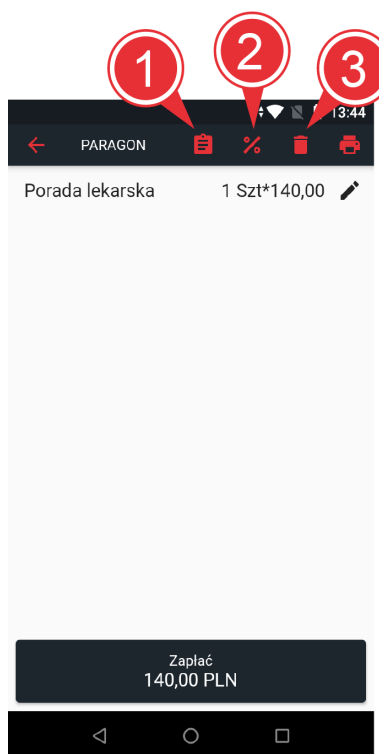 1
2
3
13:44
PARAGON
%
Porada lekarska 1 Szt*140,00
Zapłać
140,00 PLN